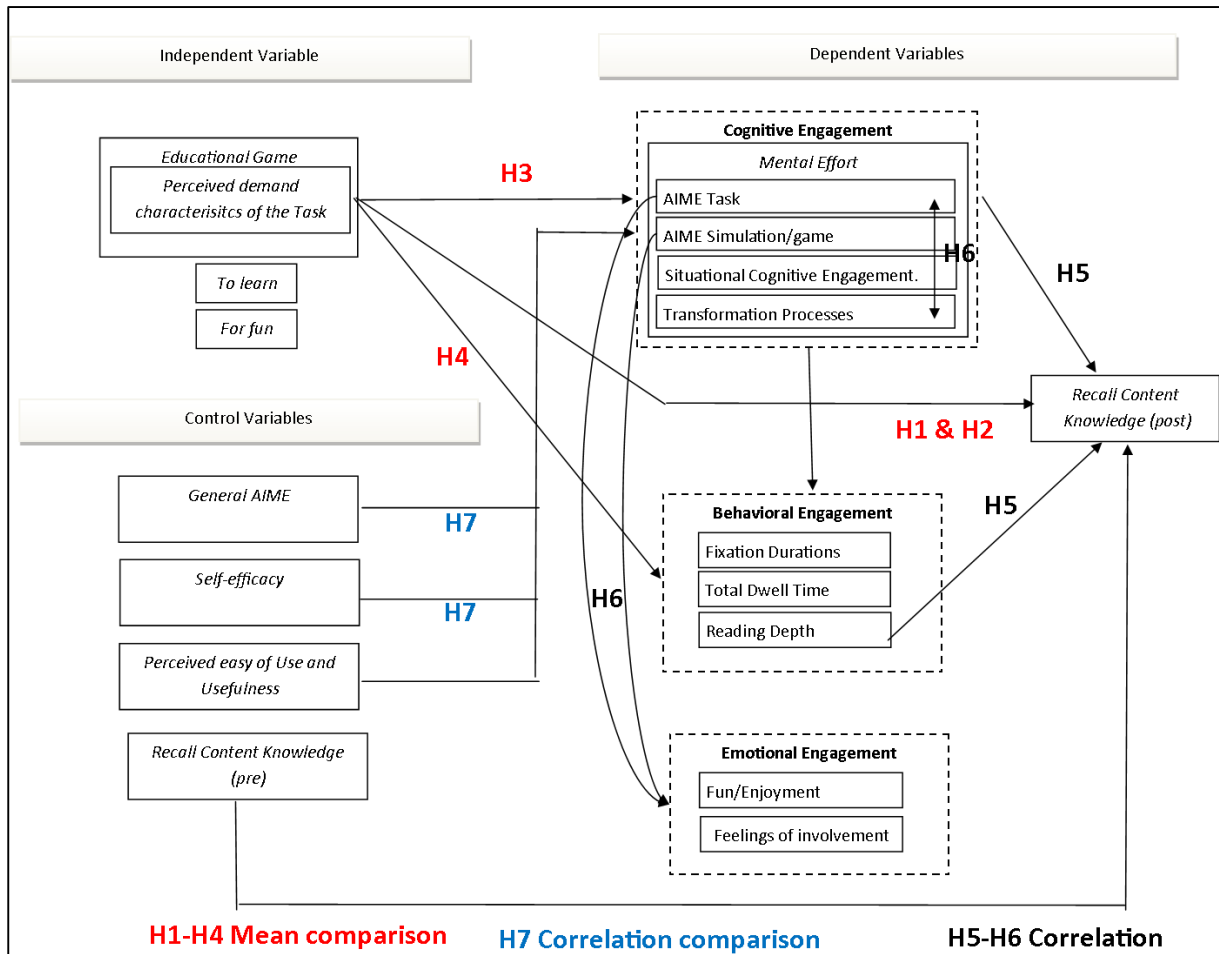 Independent Variable
Dependent Variables
Educational Game
Perceived demand
characterisitcs of the Task
To learn
For fun
Control Variables
General AIME
Self-efficacy
Perceived easy of Use and
Usefulness
Recall Content Knowledge
(pre)
H3
H4
H7
H7
H6
Cognitive Engagement
Mental Effort
AIME Task
AIME Simulation/game
H6
Situational Cognitive Engagement.
Transformation Processes
H5
H1 & H2
Recall Content
Knowledge (post)
Behavioral Engagement
H5
Fixation Durations
Total Dwell Time
Reading Depth
Emotional Engagement
Fun/Enjoyment
Feelings of involvement
H1-H4 Mean comparison
H7 Correlation comparison
H5-H6 Correlation